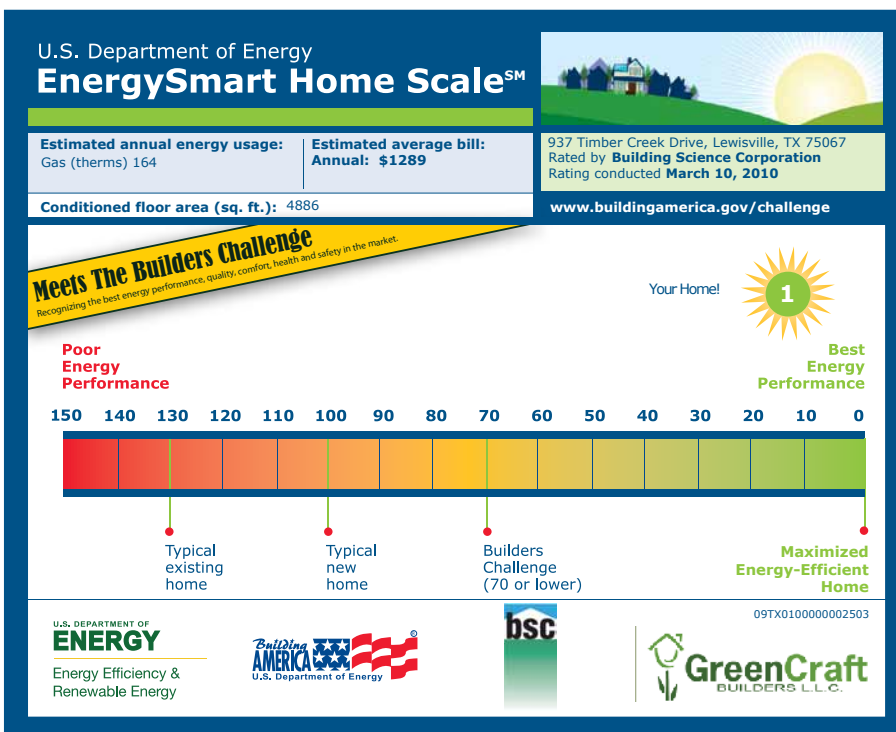 U.S. Department of Energy
EnergySmart Home Scale℠
Estimated annual energy usage:
Gas (therms) 164
Estimated average bill:
Annual: $1289
Conditioned floor area (sq. ft.): 4886
937 Timber Creek Drive, Lewisville, TX 75067
Rated by Building Science Corporation
Rating conducted March 10, 2010
www.buildingamerica.gov/challenge
Meets The Builders Challenge
Recognizing the best energy performance, quality, comfort, health and safety in the market.
Your Home!
1
Poor
Energy
Performance
Best
Energy
Performance
150 140 130 120 110 100 90 80 70 60 50 40 30 20 10 0
Typical
existing
home
Typical
new
home
Builders
Challenge
(70 or lower)
Maximized
Energy-Efficient
Home
09TX0100000002503
U.S. DEPARTMENT OF
ENERGY
Energy Efficiency &
Renewable Energy
Building
AMERICA
®
U.S. Department of Energy
bsc
GreenCraft
BUILDERS L.L.C.